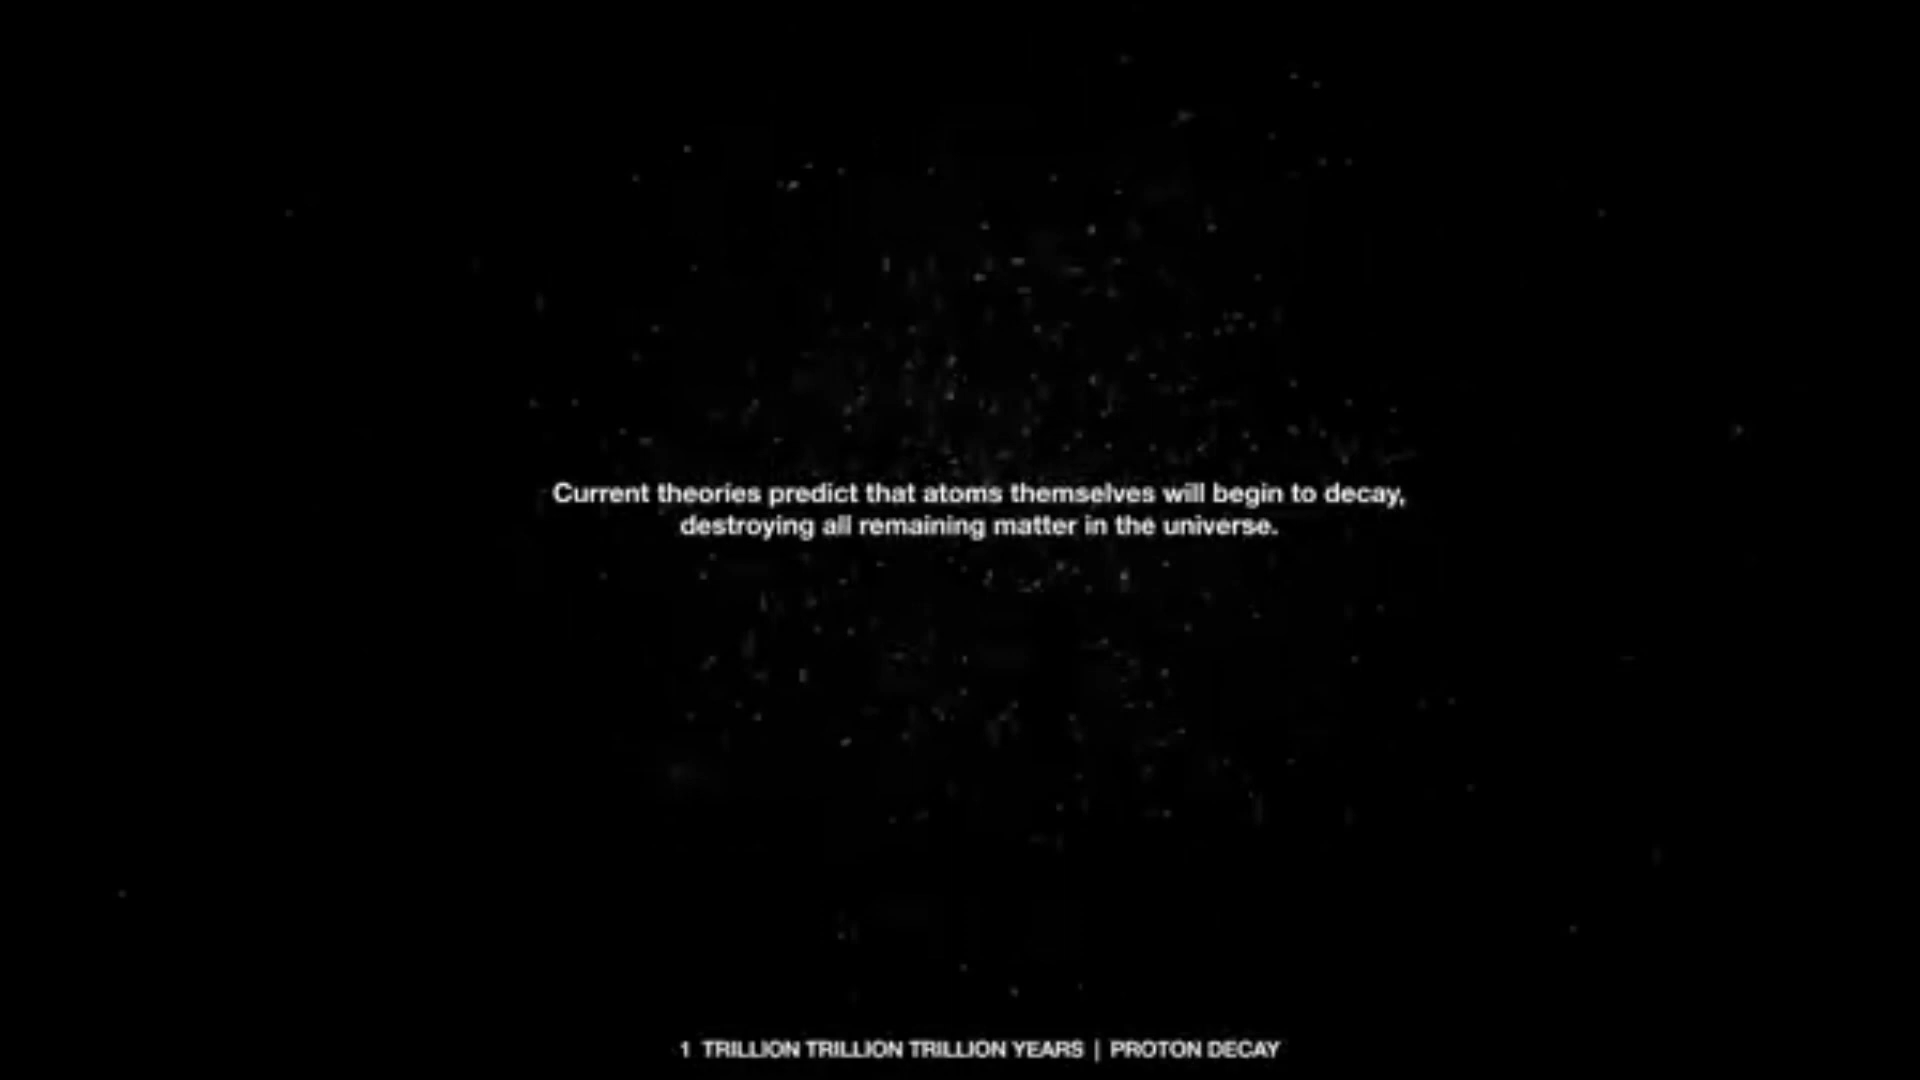 Current theories predict that atoms themselves will begin to decay,
destroying all remaining matter in the universe.
1 TRILLION TRILLION TRILLION YEARS | PROTON DECAY